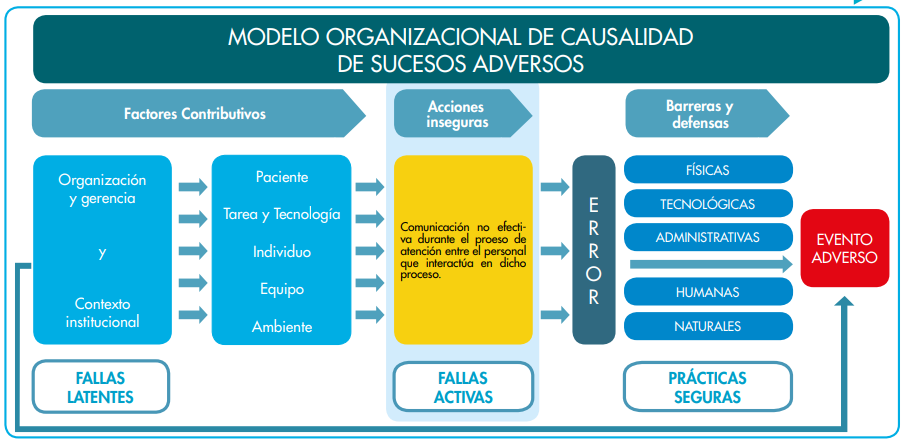 MODELO ORGANIZACIONAL DE CAUSALIDAD
DE SUCESOS ADVERSOS
Factores Contributivos
Acciones
inseguras
Barreras y
defensas
Organización
y gerencia
y
Contexto
institucional
Paciente
Tarea y Tecnología
Individuo
Equipo
Ambiente
Comunicación no efecti-
va durante el proeso de
atención entre el personal
que interactúa en dicho
proceso.
E
R
R
O
R
FÍSICAS
TECNOLÓGICAS
ADMINISTRATIVAS
HUMANAS
NATURALES
EVENTO
ADVERSO
FALLAS
LATENTES
FALLAS
ACTIVAS
PRÁCTICAS
SEGURAS